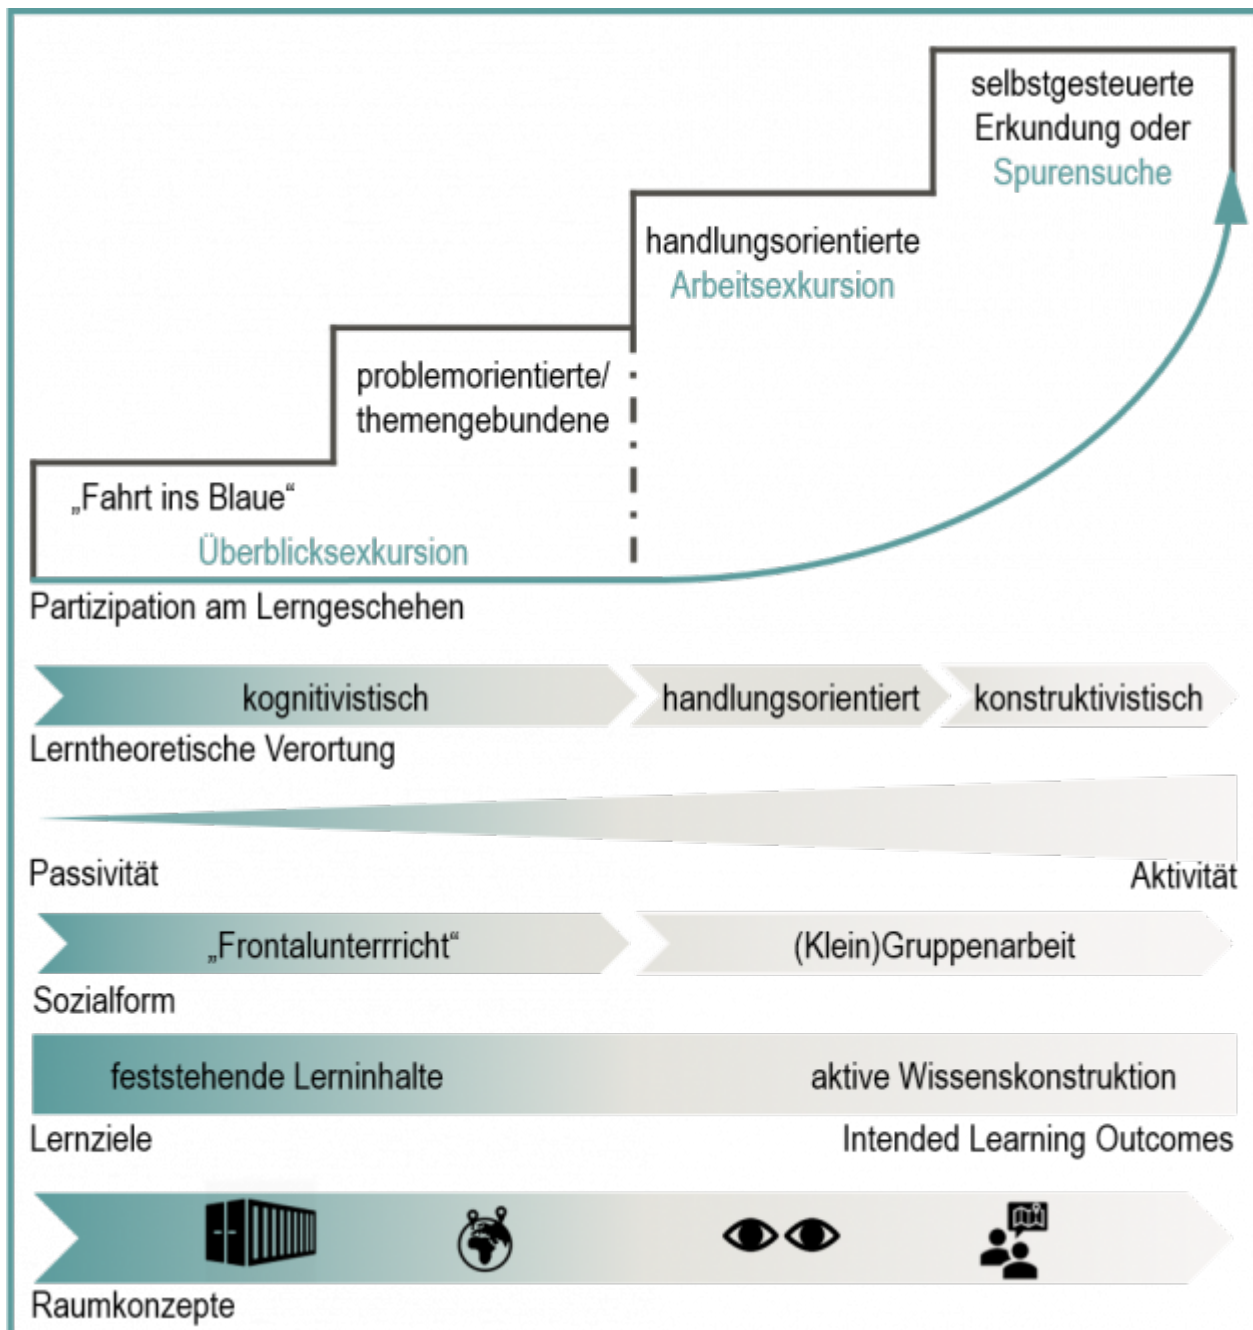 selbstgesteuerte
Erkundung oder
Spurensuche
handlungsorientierte
Arbeitsexkursion
problemorientierte/
themengebundene
„Fahrt ins Blaue“
Überblicksexkursion
Partizipation am Lerngeschehen
kognitivistisch
handlungsorientiert
konstruktivistisch
Lerntheoretische Verortung
Passivität
Aktivität
„Frontalunterrricht“
(Klein)Gruppenarbeit
Sozialform
feststehende Lerninhalte
aktive Wissenskonstruktion
Lernziele
Intended Learning Outcomes
Raumkonzepte